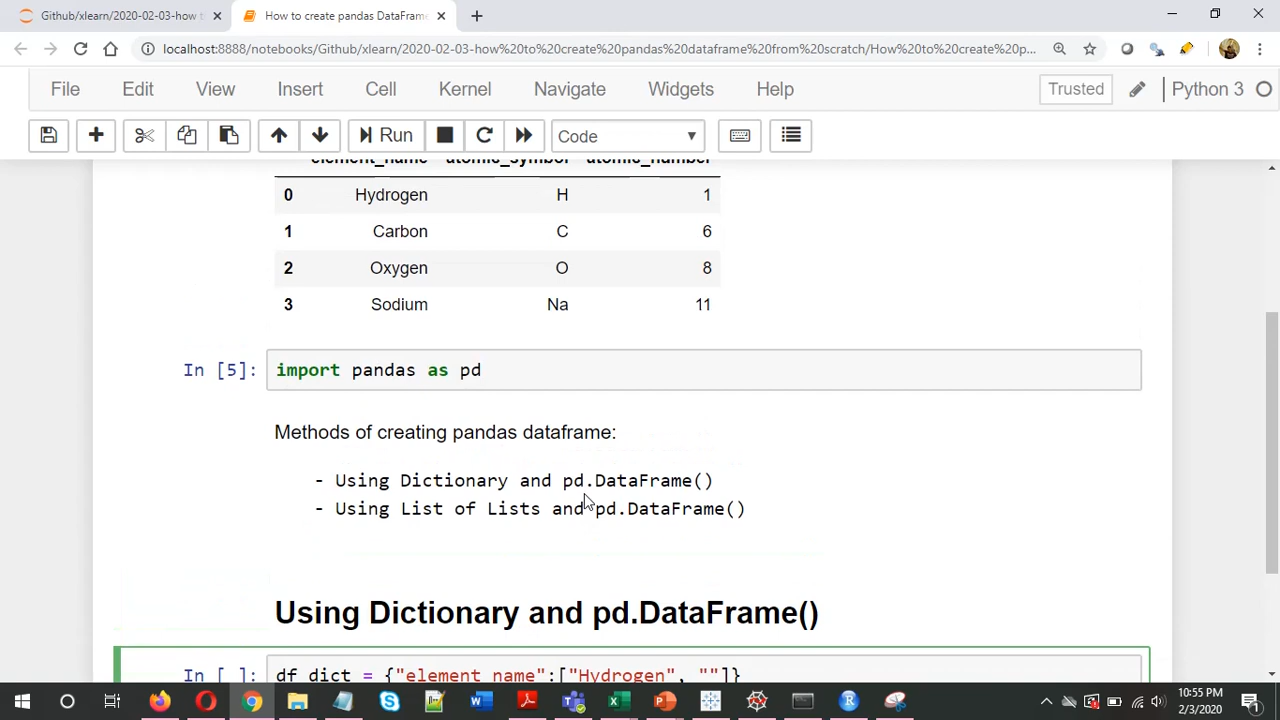 Github/xlearn/2020-02-03-how t
How to create pandas DataFrame
localhost:8888/notebooks/Github/xlearn/2020-02-03-how%20to%20create%20pandas%20dataframe%20from%20scratch/How%20to%20create%20p...
File Edit View Insert Cell Kernel Navigate Widgets Help Trusted Python 3
Run Code
element_name atomic_symbol atomic_number
0 Hydrogen H 1
1 Carbon C 6
2 Oxygen O 8
3 Sodium Na 11
In [5]: import pandas as pd
Methods of creating pandas dataframe:
- Using Dictionary and pd.DataFrame()
- Using List of Lists and pd.DataFrame()
Using Dictionary and pd.DataFrame()
In [ ]: df_dict = {"element_name":["Hydrogen", ""]}
10:55 PM
2/3/2020